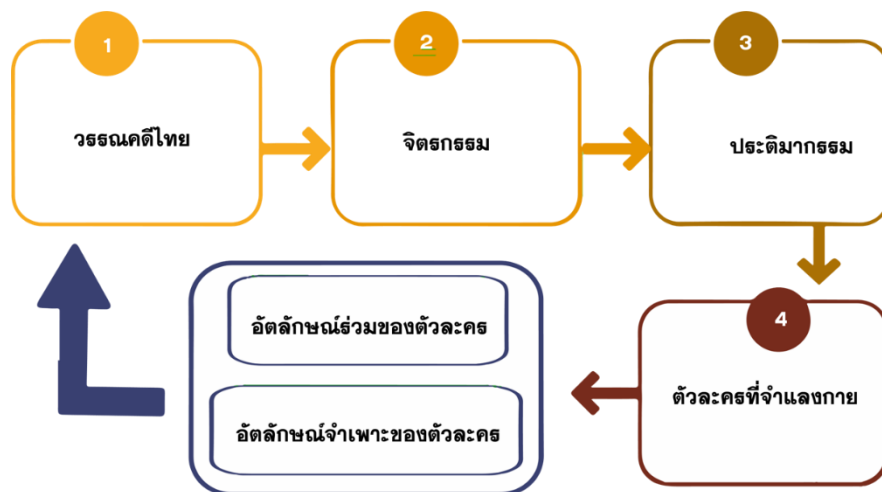 1
วรรณคดีไทย
2
จิตรกรรม
3
ประติมากรรม
4
ตัวละครที่จำแลงกาย
อัตลักษณ์ร่วมของตัวละคร
อัตลักษณ์จำเพาะของตัวละคร